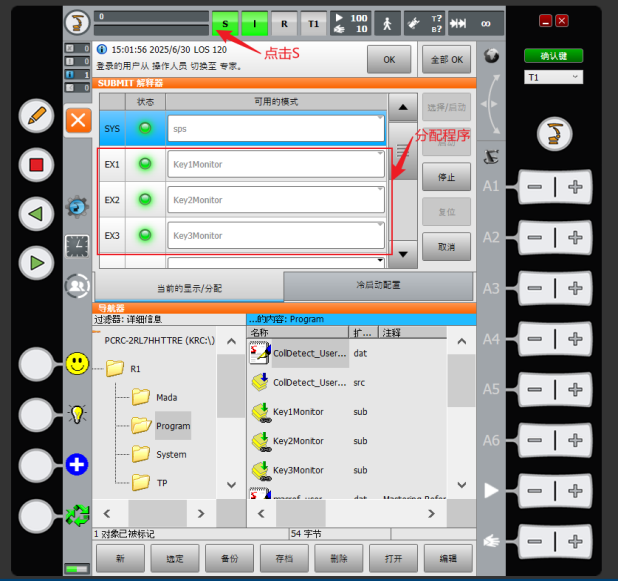 0
S
I
R
T1
100
10
T?
B?
∞
0
0
1
0
15:01:56 2025/6/30 LOS 120
登录的用户从 操作人员 切换至 专家。
OK
全部 OK
点击S
确认键
T1
SUBMIT 解释器
状态
可用的模式
SYS
sps
EX1
Key1Monitor
EX2
Key2Monitor
EX3
Key3Monitor
选择/启动
分配程序
停止
复位
取消
当前的显示/分配
冷启动配置
A1
A2
A3
A4
A5
A6
导航器
过滤器: 详细信息
...的内容: Program
PCRC-2RL7HHTTRE (KRC:\)
R1
Mada
Program
System
TP
名称
扩...
注释
CollDetect_User...
dat
CollDetect_User...
src
Key1Monitor
sub
Key2Monitor
sub
Key3Monitor
sub
1 对象已被标记
54 字节
新
选定
备份
存档
删除
打开
编辑